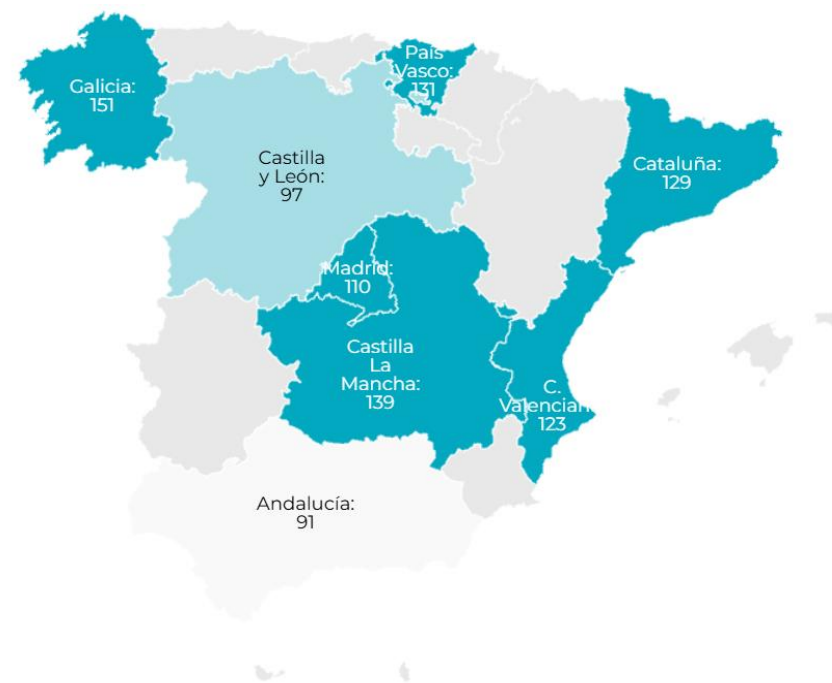 País
Vasco:
131
Galicia:
151
Castilla
y León:
97
Cataluña:
129
Madrid:
110
Castilla
La
Mancha:
139
C.
Valenciana:
123
Andalucía:
91